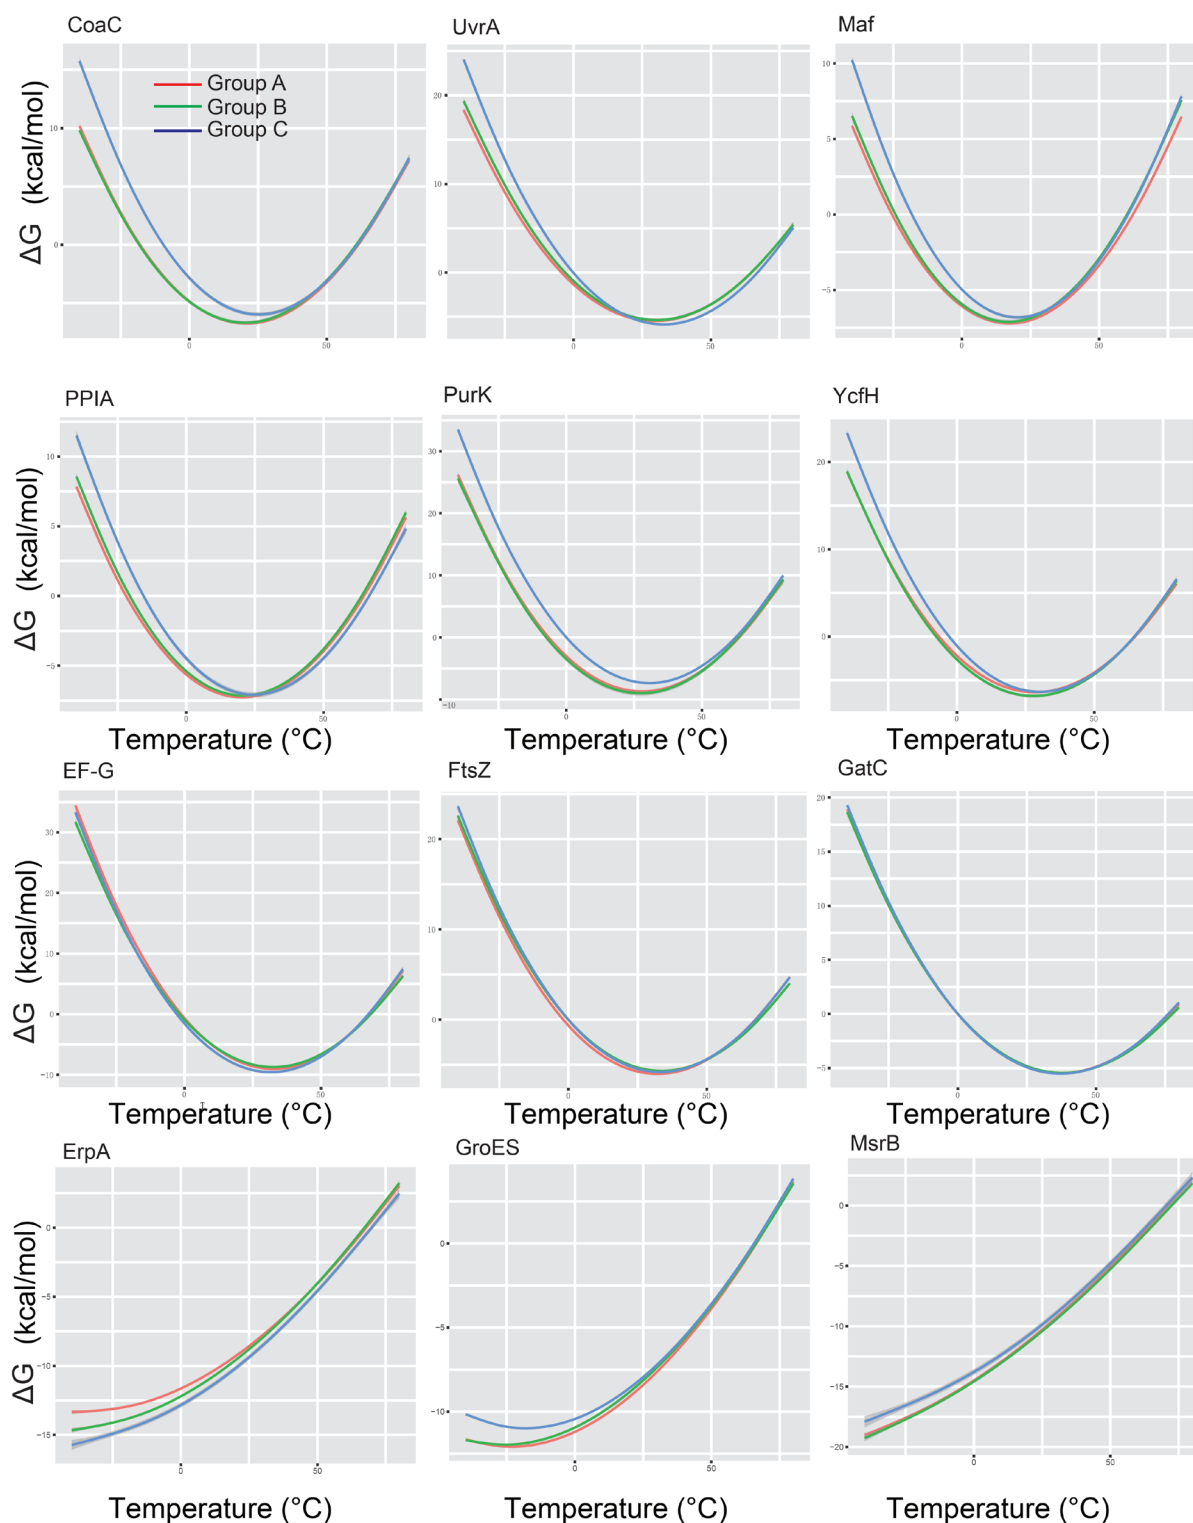 CoaC
UvrA
Maf
Group A
Group B
Group C
ΔG (kcal/mol)
10
0
0
50
20
10
0
0
50
10
5
0
−5
0
50
PPIA
PurK
YcfH
ΔG (kcal/mol)
10
5
0
−5
0
50
30
20
10
0
−10
0
50
20
10
0
0
50
Temperature (°C)
Temperature (°C)
Temperature (°C)
EF-G
FtsZ
GatC
ΔG (kcal/mol)
30
20
10
0
−10
0
50
20
10
0
0
50
20
15
10
5
0
−5
0
50
Temperature (°C)
Temperature (°C)
Temperature (°C)
ErpA
GroES
MsrB
ΔG (kcal/mol)
0
−5
−10
−15
0
50
0
−5
−10
0
50
0
−5
−10
−15
−20
0
50
Temperature (°C)
Temperature (°C)
Temperature (°C)